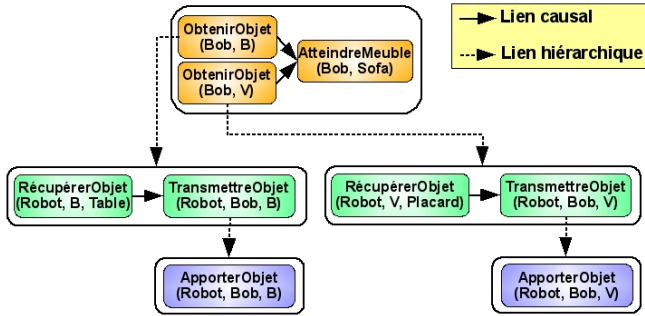 ObtenirObjet
(Bob, B)
ObtenirObjet
(Bob, V)
AtteindreMeuble
(Bob, Sofa)
Lien causal
Lien hiérarchique
RécupérerObjet
(Robot, B, Table)
TransmettreObjet
(Robot, Bob, B)
RécupérerObjet
(Robot, V, Placard)
TransmettreObjet
(Robot, Bob, V)
ApporterObjet
(Robot, Bob, B)
ApporterObjet
(Robot, Bob, V)